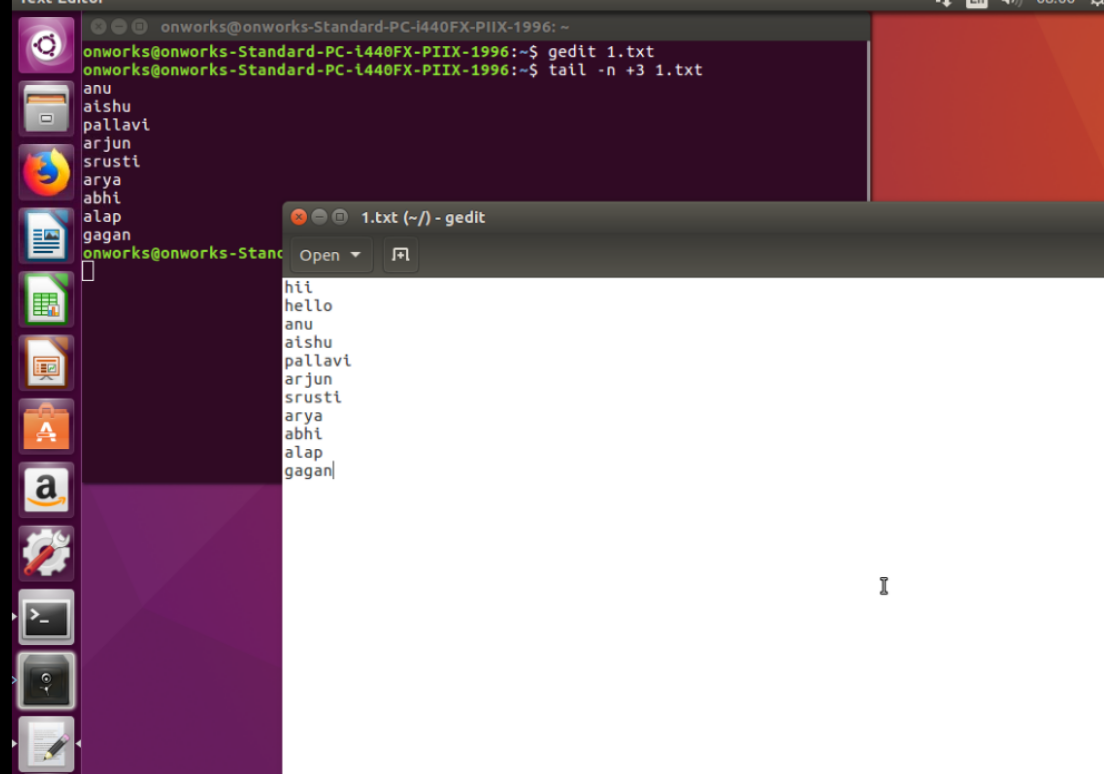 Text Editor
onworks@onworks-Standard-PC-i440FX-PIIX-1996: ~
onworks@onworks-Standard-PC-i440FX-PIIX-1996:~$ gedit 1.txt
onworks@onworks-Standard-PC-i440FX-PIIX-1996:~$ tail -n +3 1.txt
anu
aishu
pallavi
arjun
srusti
arya
abhi
alap
gagan
onworks@onworks-Stand
1.txt (~/) - gedit
Open
hii
hello
anu
aishu
pallavi
arjun
srusti
arya
abhi
alap
gagan